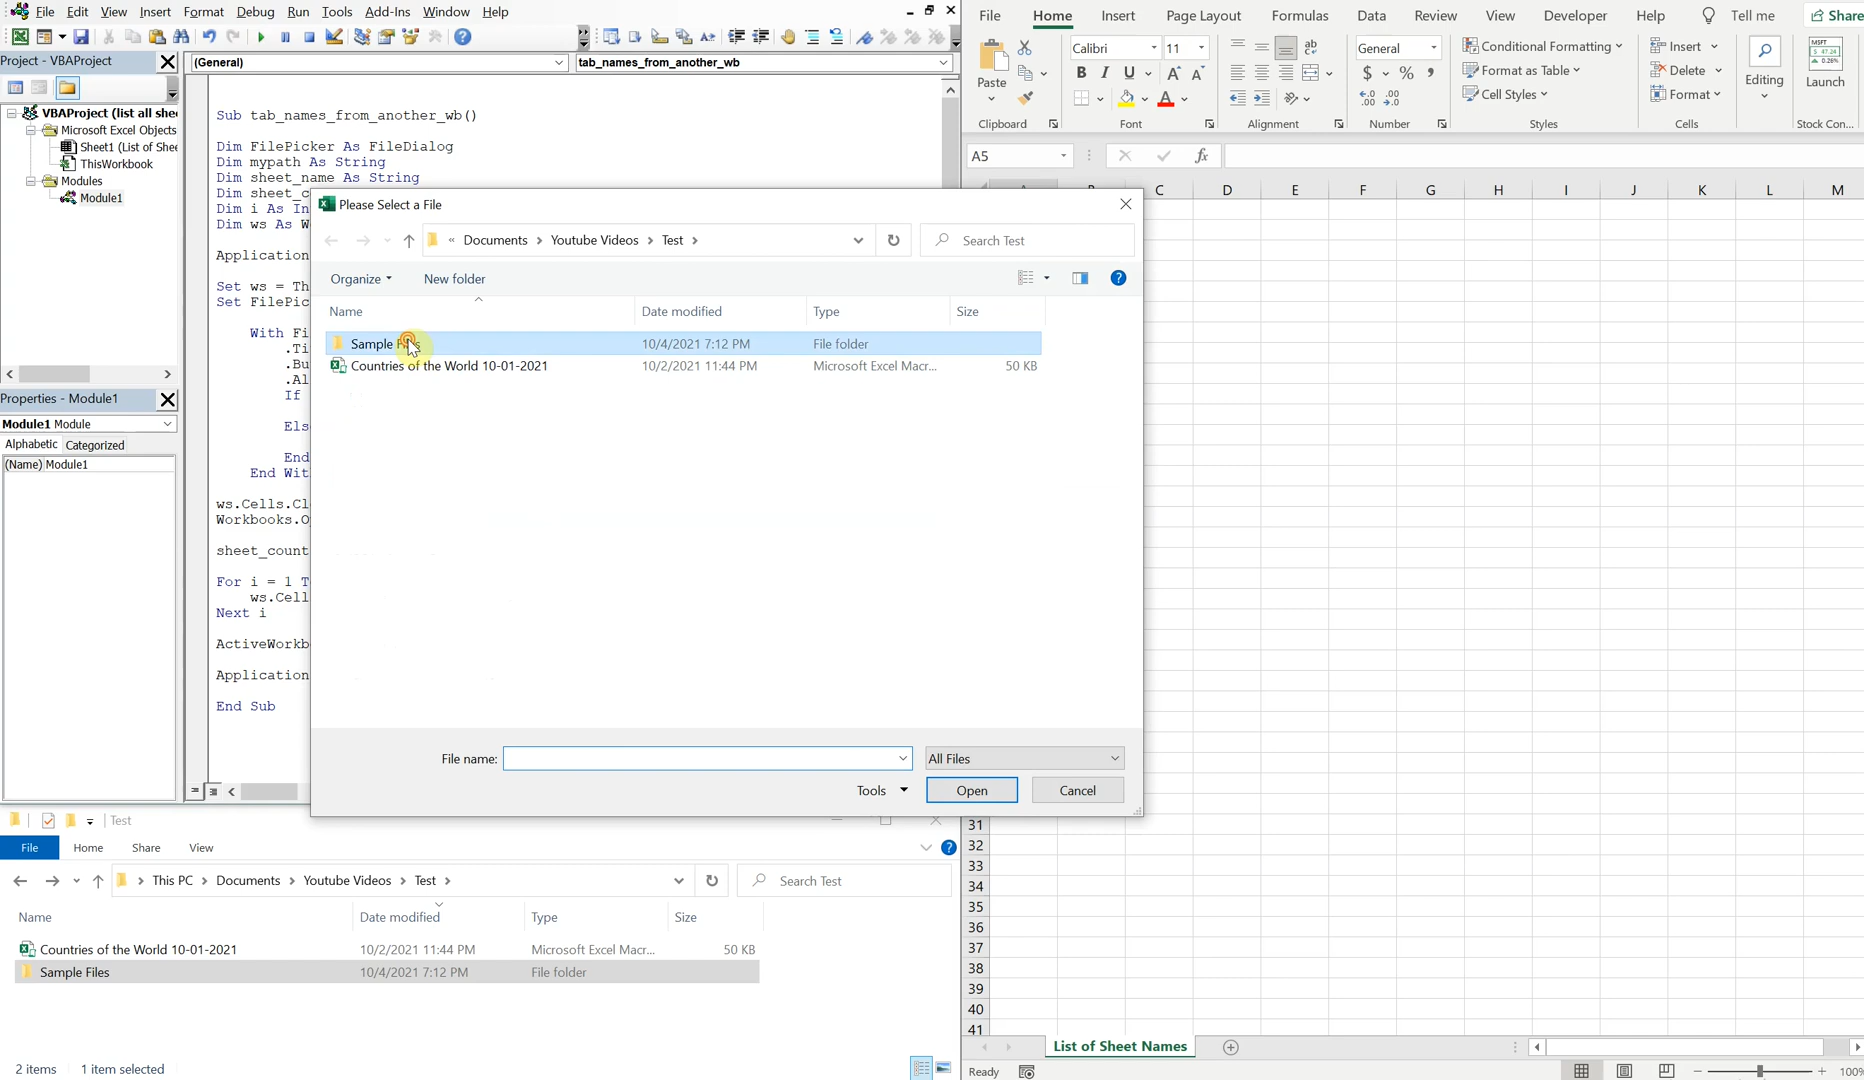 File Edit View Insert Format Debug Run Tools Add-Ins Window Help
Project - VBAProject
(General)
tab_names_from_another_wb
VBAProject (list all shee
Microsoft Excel Objects
Sheet1 (List of Shee
ThisWorkbook
Modules
Module1
Properties - Module1
Module1 Module
Alphabetic Categorized
(Name) Module1
Sub tab_names_from_another_wb()
Dim FilePicker As FileDialog
Dim mypath As String
Dim sheet_name As String
Dim sheet_c
Dim i As In
Dim ws As W
Application
Set ws = Th
Set FilePic
With Fi
.Ti
.Bu
.Al
If
Els
End
End Wit
ws.Cells.Cl
Workbooks.O
sheet_count
For i = 1 T
ws.Cell
Next i
ActiveWorkb
Application
End Sub
Please Select a File
« Documents › Youtube Videos › Test ›
Search Test
Organize New folder
Name Date modified Type Size
Sample Files 10/4/2021 7:12 PM File folder
Countries of the World 10-01-2021 10/2/2021 11:44 PM Microsoft Excel Macr... 50 KB
File name:
All Files
Tools Open Cancel
Test
File Home Share View
› This PC › Documents › Youtube Videos › Test ›
Search Test
Name Date modified Type Size
Countries of the World 10-01-2021 10/2/2021 11:44 PM Microsoft Excel Macr... 50 KB
Sample Files 10/4/2021 7:12 PM File folder
2 items 1 item selected
File Home Insert Page Layout Formulas Data Review View Developer Help Tell me Share
Paste
Clipboard
Calibri 11
B I U
Font
Alignment
General
$ % ,
Number
Conditional Formatting
Format as Table
Cell Styles
Styles
Insert
Delete
Format
Cells
Editing
MSFT
$ 47.24
0.26%
Launch
Stock Con...
A5
fx
C D E F G H I J K L M
31
32
33
34
35
36
37
38
39
40
41
List of Sheet Names
Ready
100%